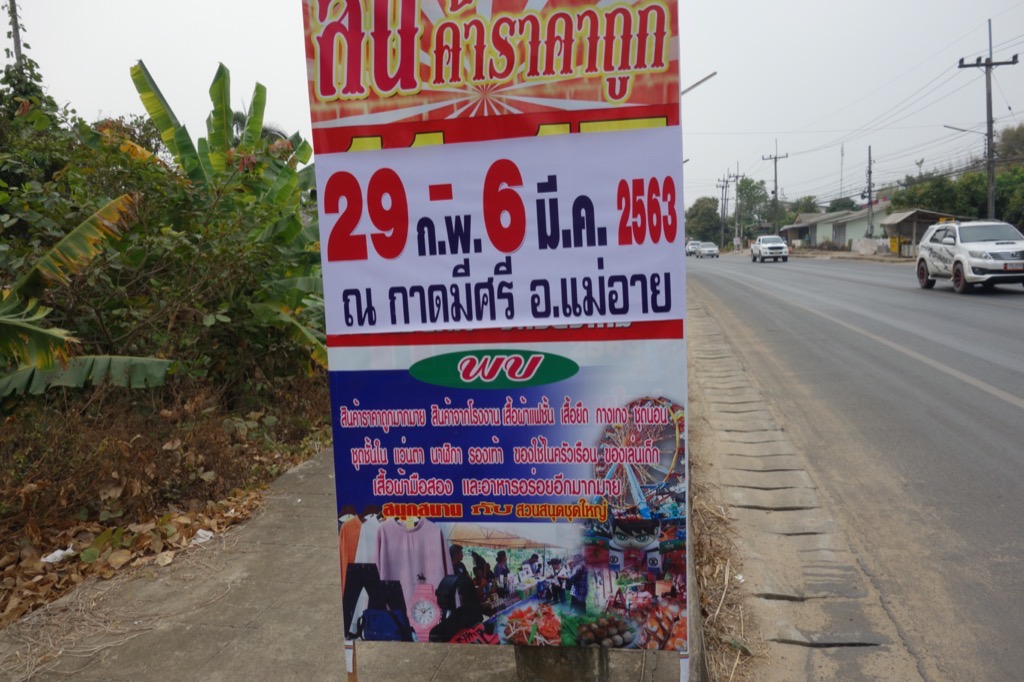 สินค้าราคาถูก
29 - 6
ก.พ. มี.ค. 2563
ณ กาดมีศรี อ.แม่อาย
พบ
สินค้าราคาถูกมากมาย สินค้าจากโรงงาน เสื้อผ้าแฟชั่น เสื้อยืด กางเกง ชุดนอน
ชุดชั้นใน แว่นตา นาฬิกา รองเท้า ของใช้ในครัวเรือน ของเล่นเด็ก
เสื้อผ้ามือสอง และอาหารอร่อยอีกมากมาย
สนุกสนาน กับ สวนสนุกชุดใหญ่